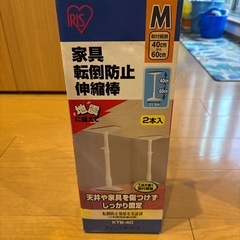 IRIS
M
取付範囲
40cm
から
60cm
家具
転倒防止
伸縮棒
地震
に備えて
2本入
天井や家具を傷つけず
しっかり固定
KTB-40